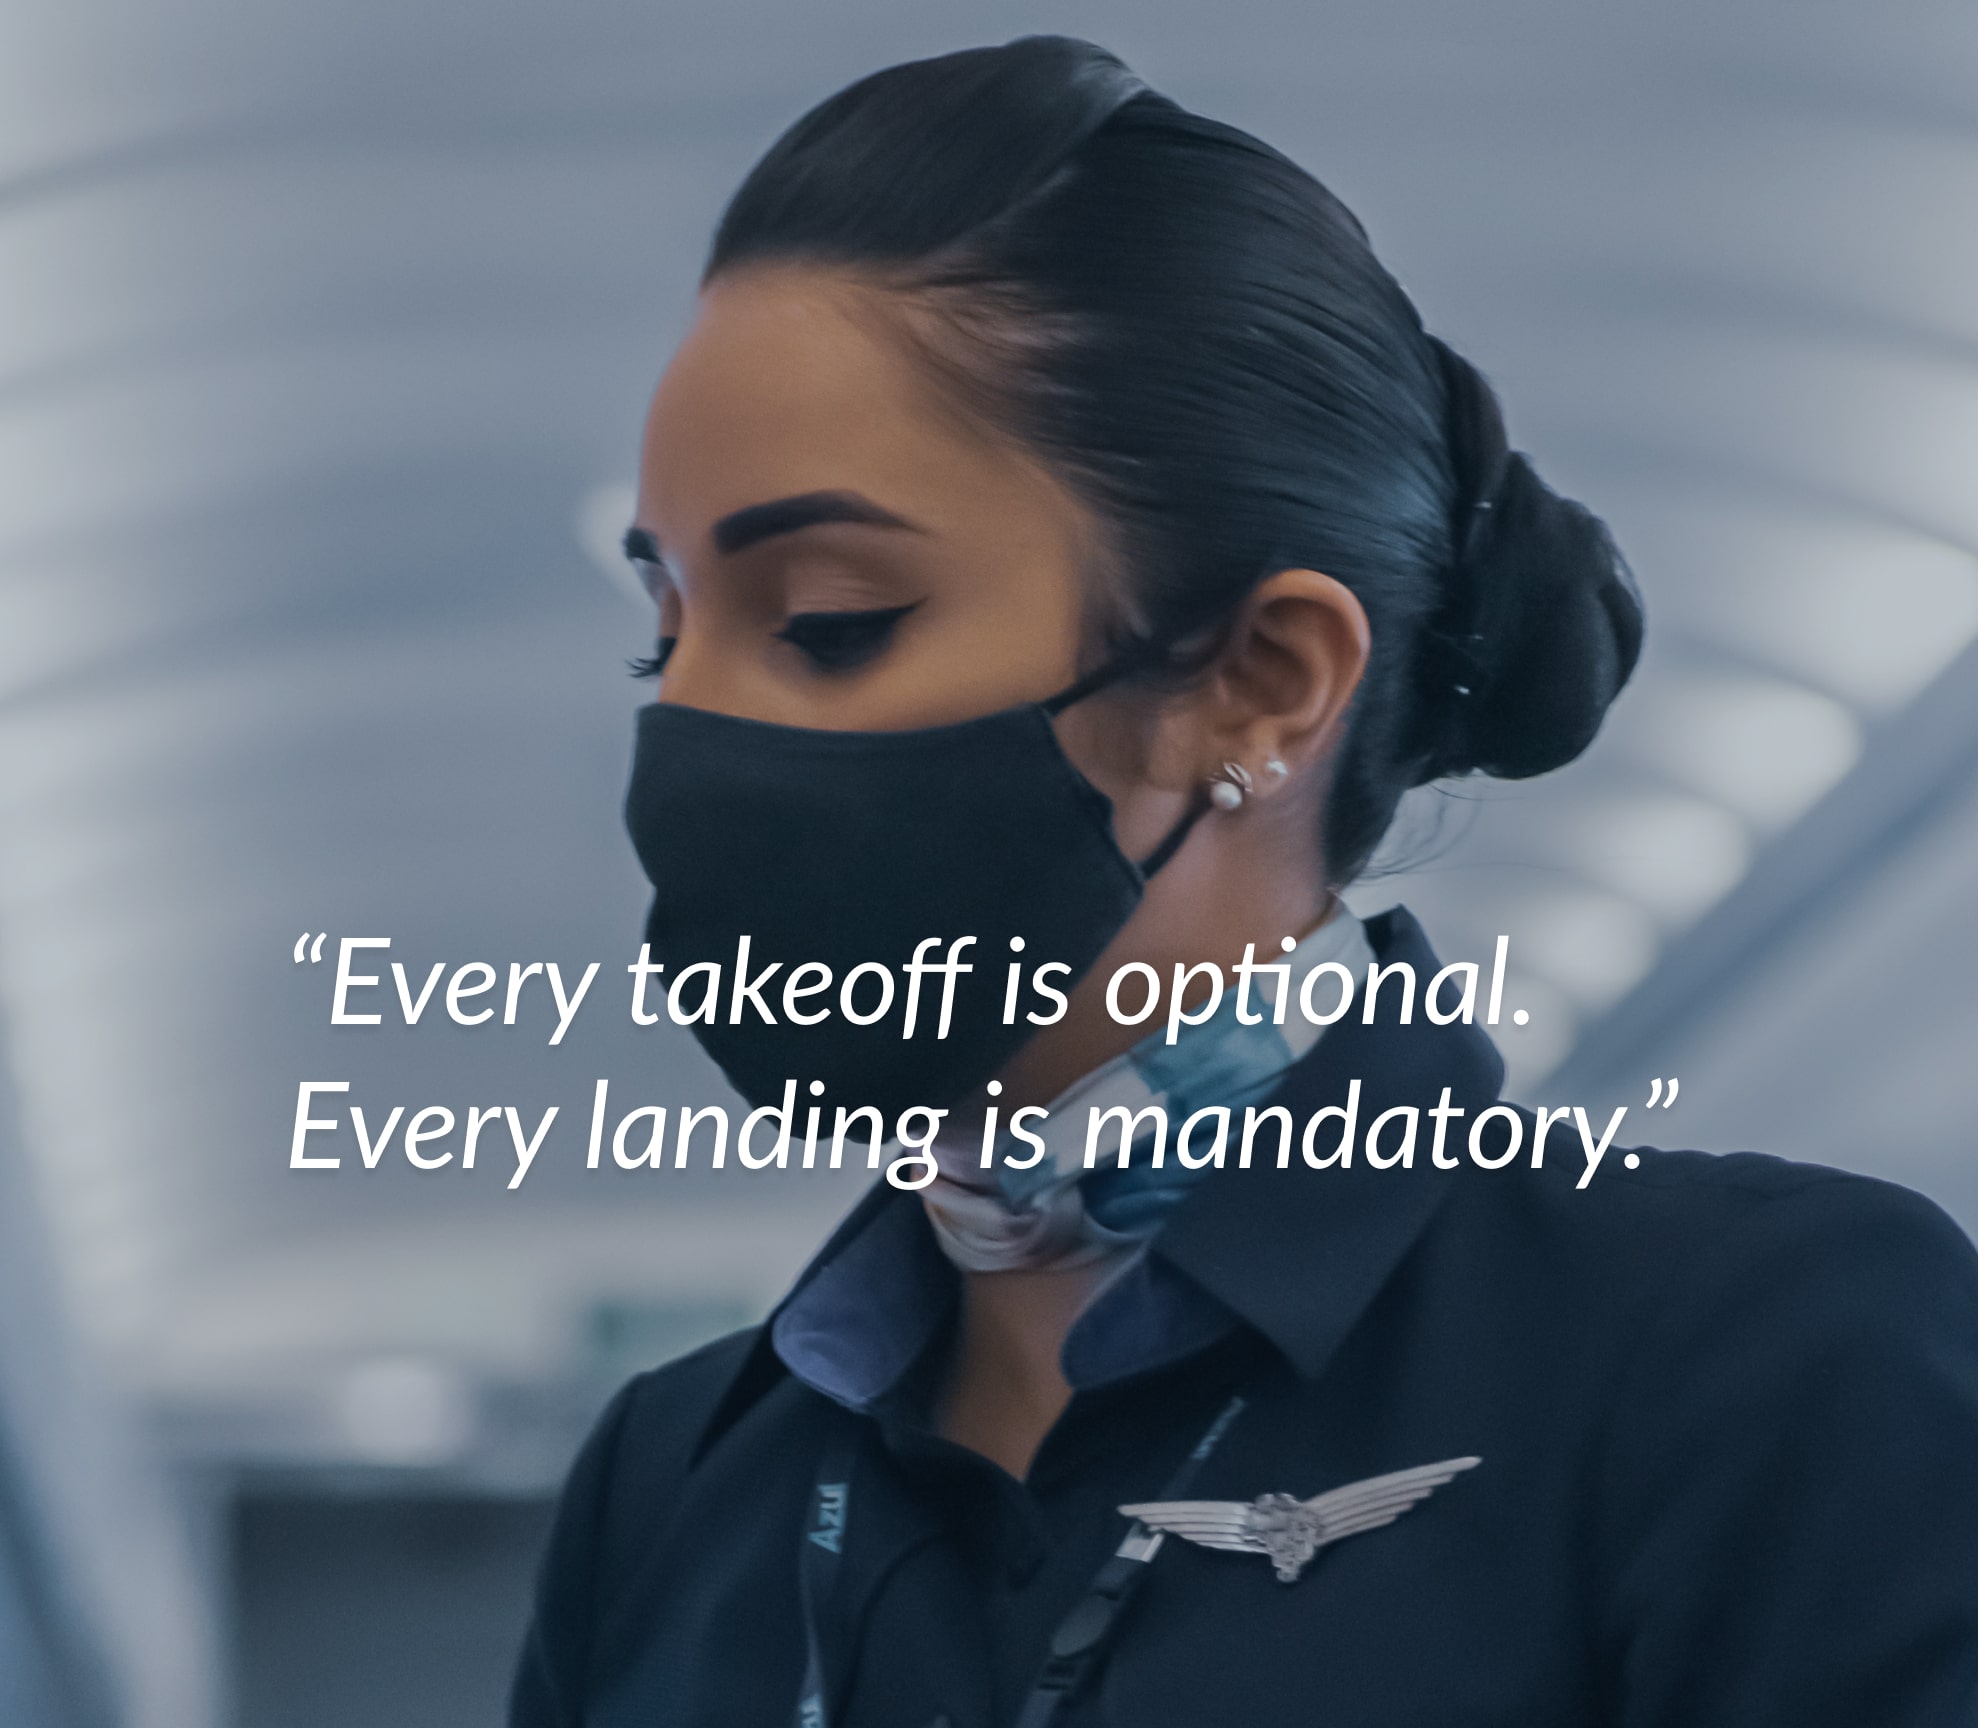 “Every takeoff is optional.
Every landing is mandatory.”
Azul